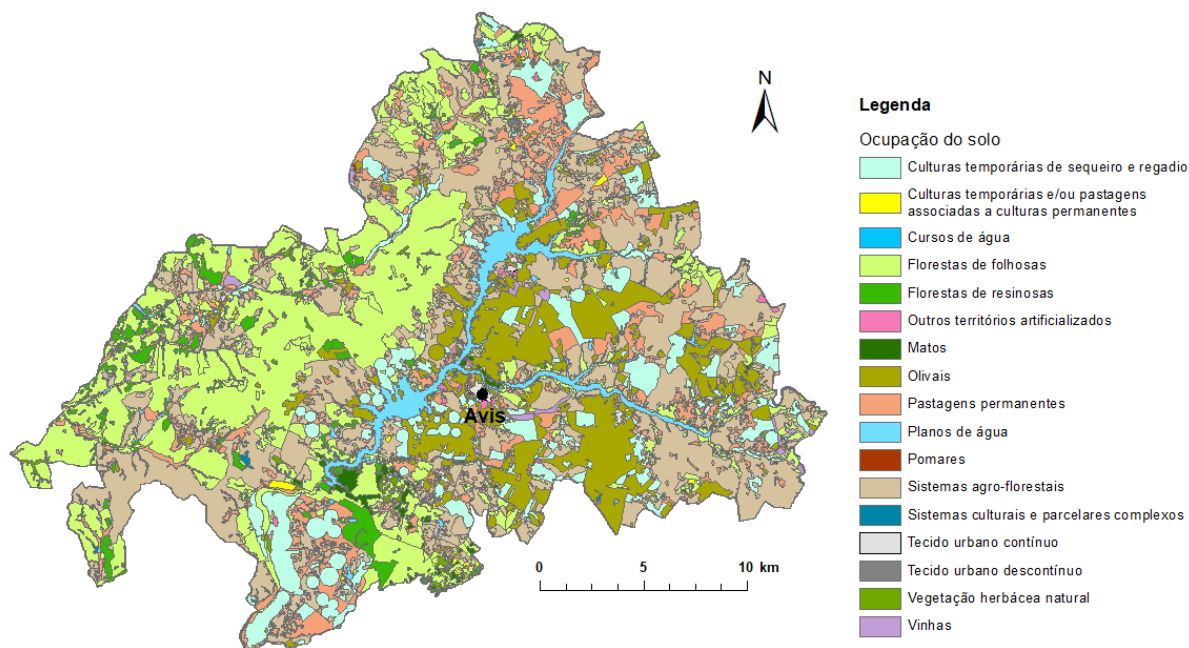 N
Avis
0 5 10 km
Legenda
Ocupação do solo
Culturas temporárias de sequeiro e regadio
Culturas temporárias e/ou pastagens
associadas a culturas permanentes
Cursos de água
Florestas de folhosas
Florestas de resinosas
Outros territórios artificializados
Matos
Olivais
Pastagens permanentes
Planos de água
Pomares
Sistemas agro-florestais
Sistemas culturais e parcelares complexos
Tecido urbano contínuo
Tecido urbano descontínuo
Vegetação herbácea natural
Vinhas